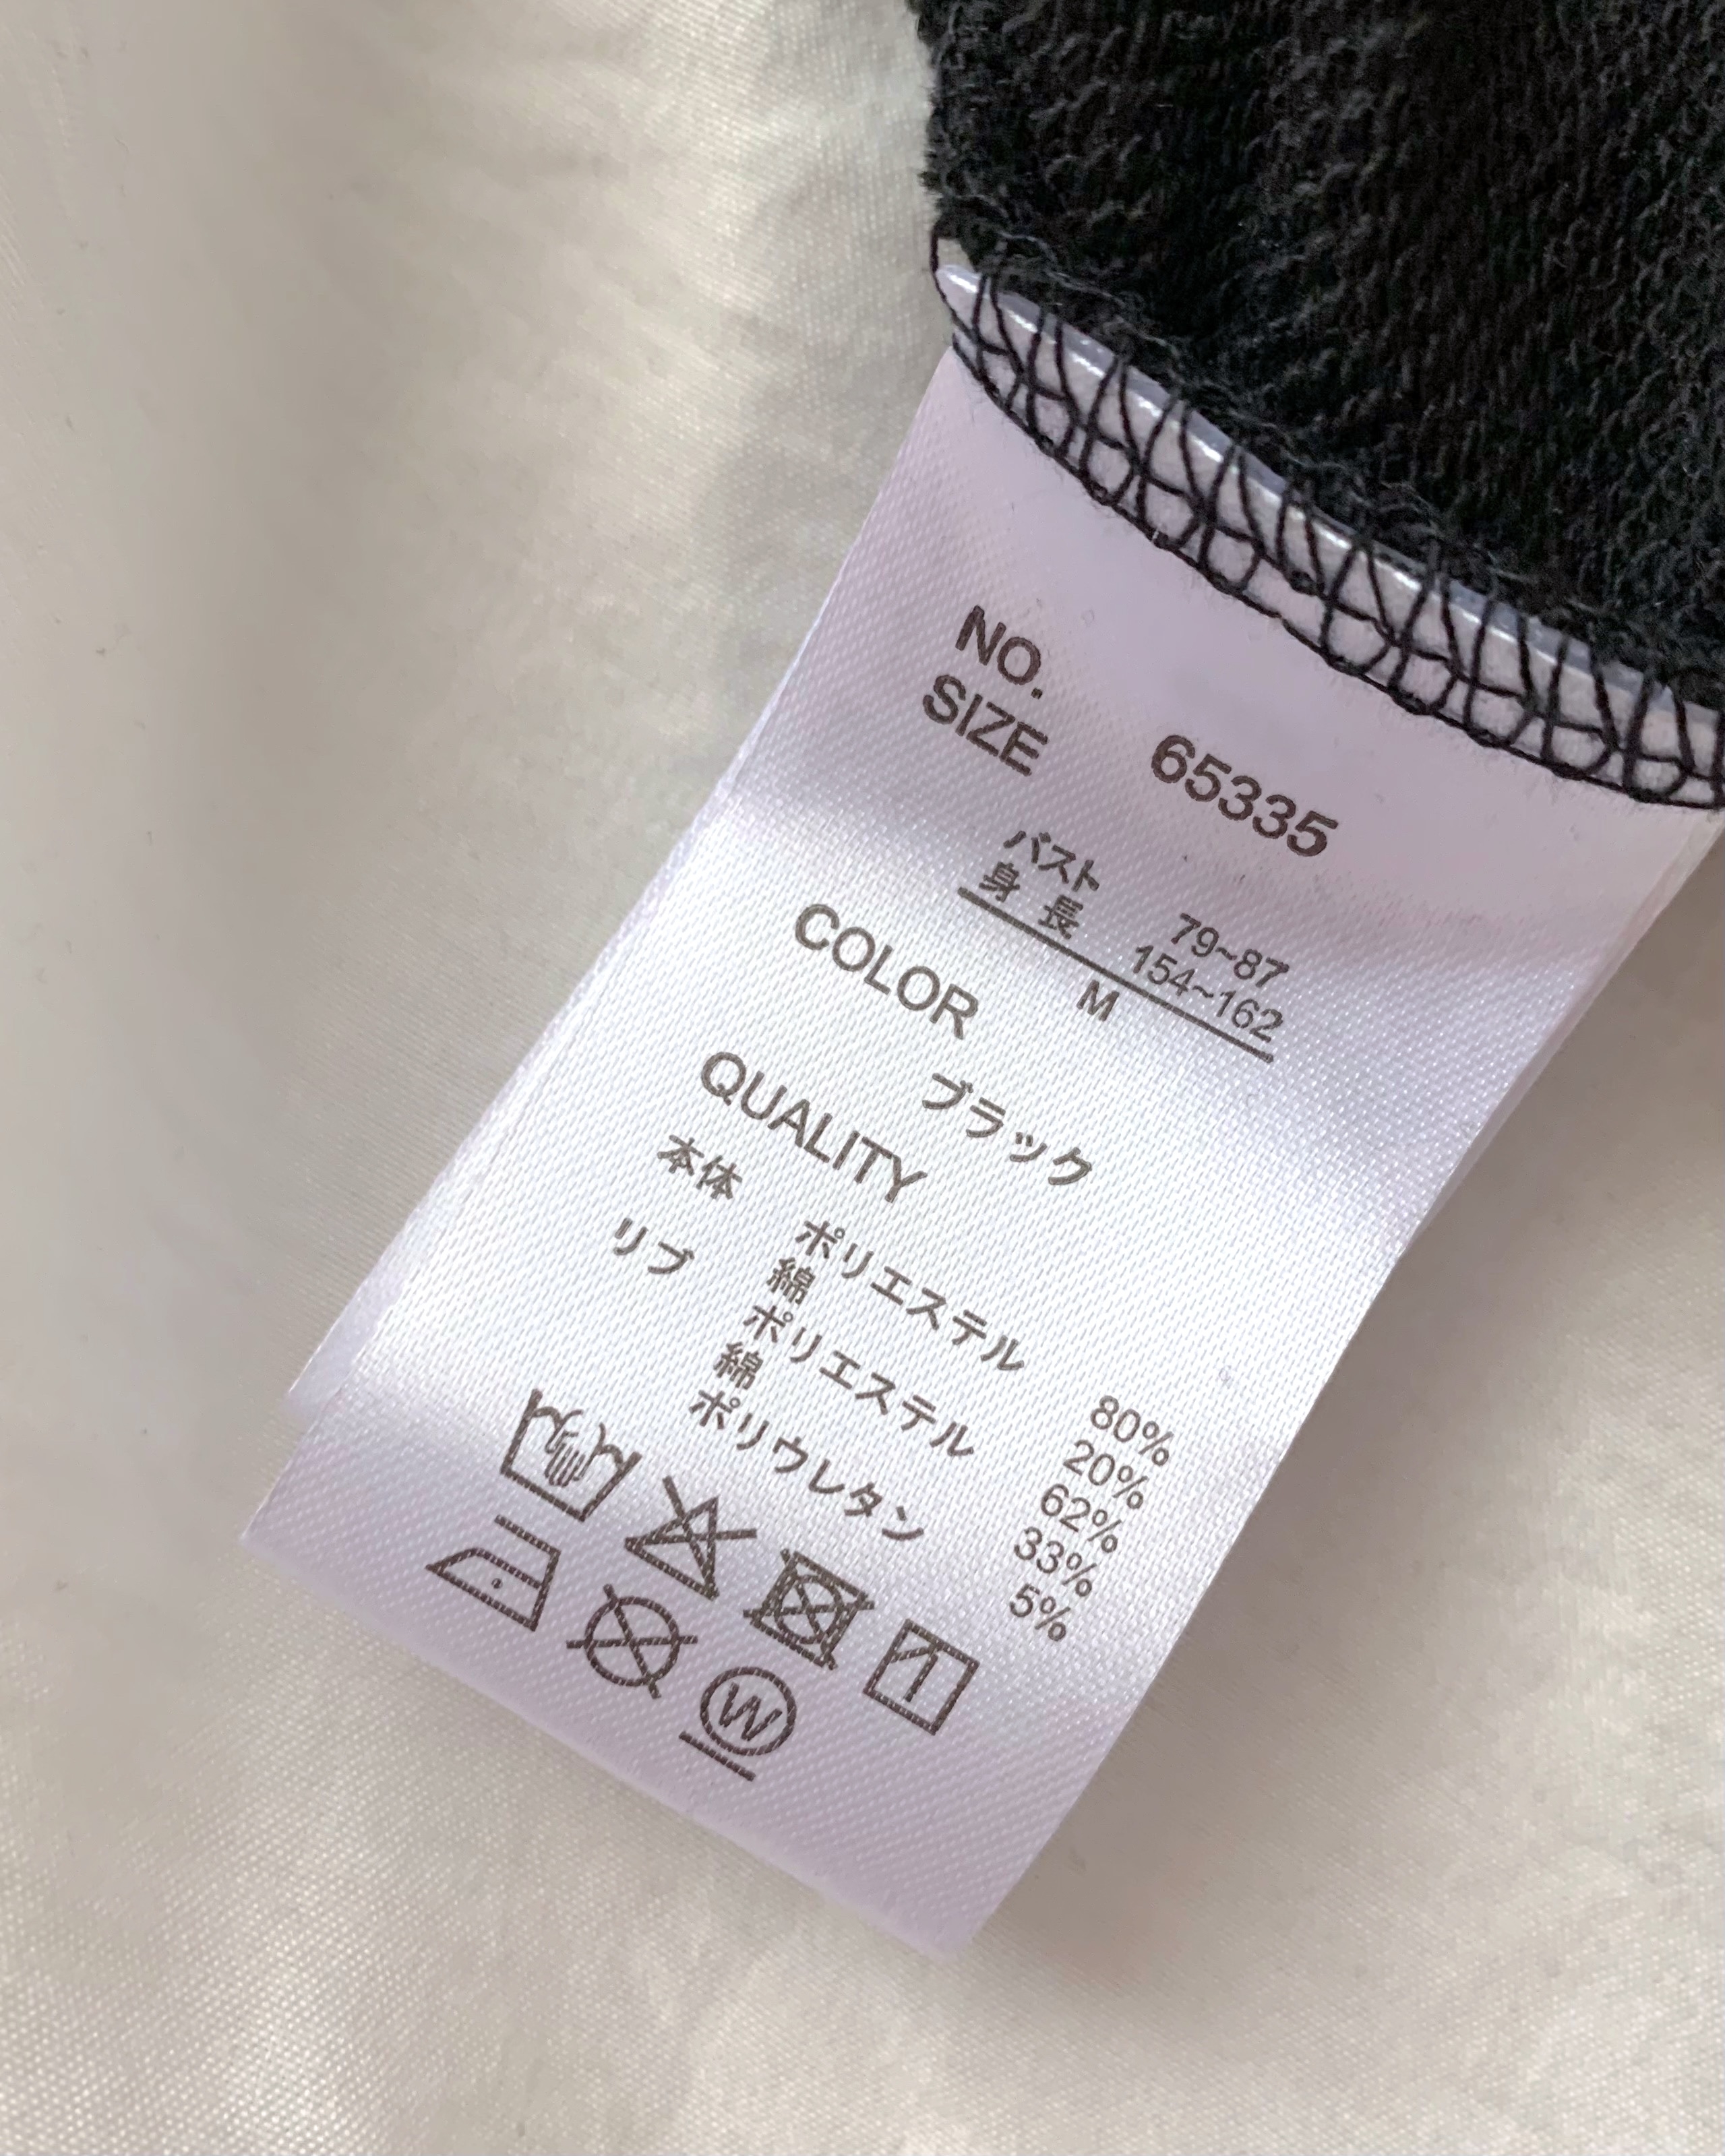 NO. 65335
SIZE
バスト 79~87
身 長 154~162
M
COLOR
ブラック
QUALITY
本体 ポリエステル 80%
綿 20%
リブ ポリエステル 62%
綿 33%
ポリウレタン 5%
W